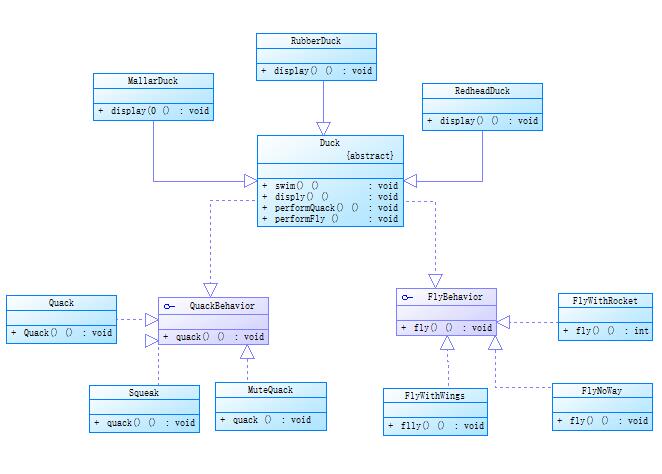 RubberDuck
+ display() () : void
MallarDuck
+ display(0 () : void
RedheadDuck
+ display() () : void
Duck
{abstract}
+ swim() () : void
+ disply() () : void
+ performQuack() () : void
+ performFly () : void
Quack
+ Quack() () : void
QuackBehavior
+ quack() () : void
FlyBehavior
+ fly() () : void
FlyWithRocket
+ fly() () : int
Squeak
+ quack() () : void
MuteQuack
+ quack () : void
FlyWithWings
+ flly() () : void
FlyNoWay
+ fly() () : void